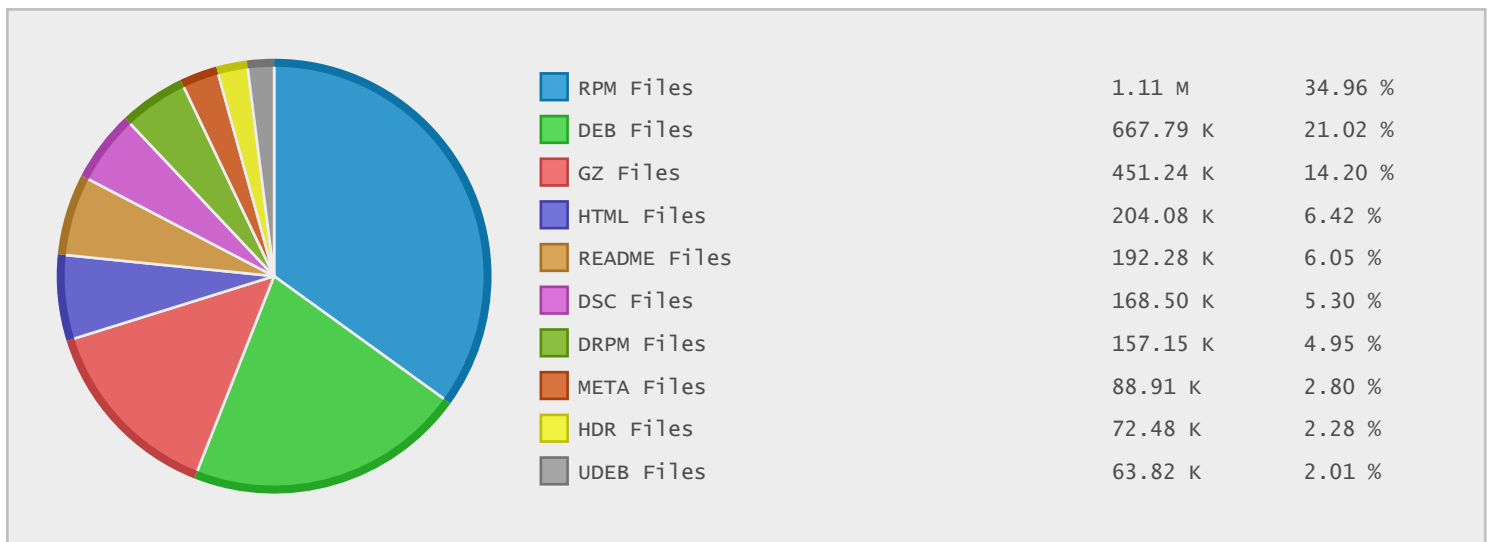 RPM Files 1.11 M 34.96 %
DEB Files 667.79 K 21.02 %
GZ Files 451.24 K 14.20 %
HTML Files 204.08 K 6.42 %
README Files 192.28 K 6.05 %
DSC Files 168.50 K 5.30 %
DRPM Files 157.15 K 4.95 %
META Files 88.91 K 2.80 %
HDR Files 72.48 K 2.28 %
UDEB Files 63.82 K 2.01 %